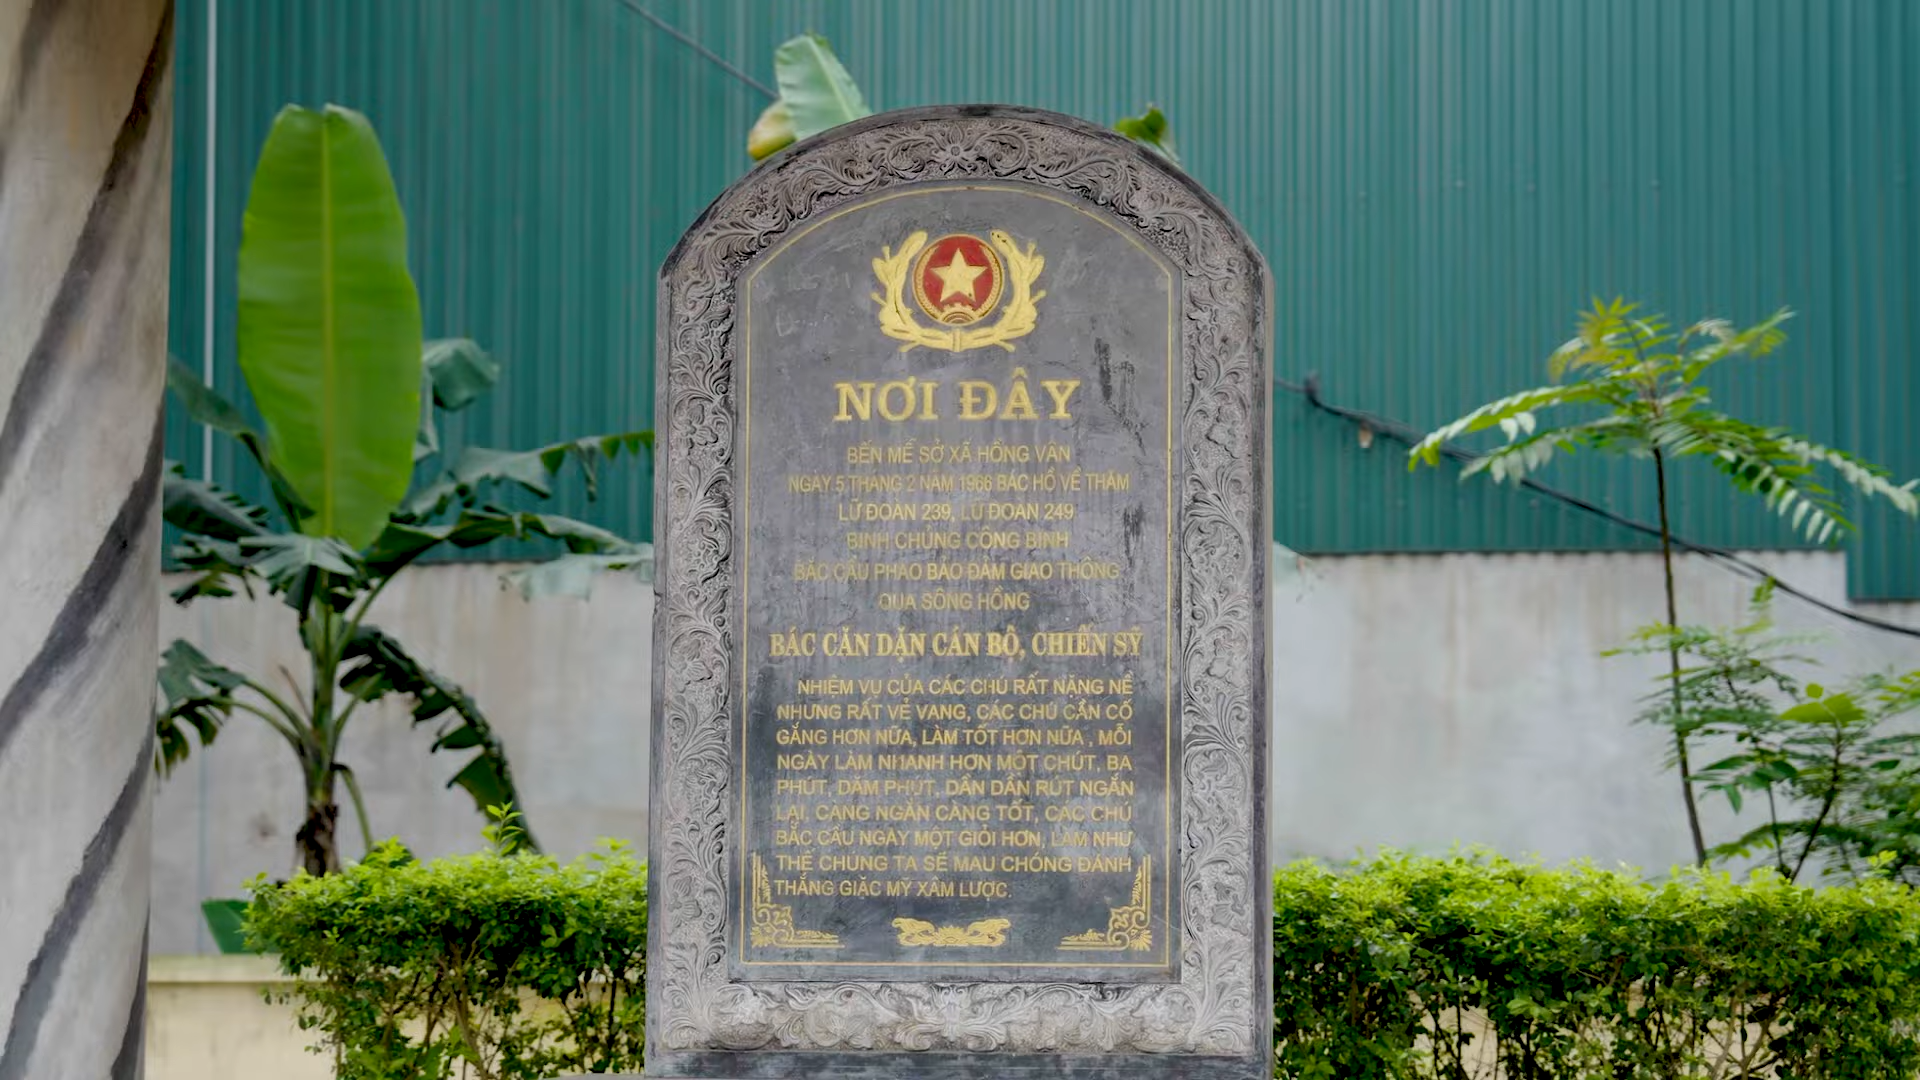 NƠI ĐÂY
BẾN MỄ SỞ XÃ HỒNG VÂN
NGÀY 5 THÁNG 2 NĂM 1966 BÁC HỒ VỀ THĂM
LỮ ĐOÀN 239, LỮ ĐOÀN 249
BINH CHỦNG CÔNG BINH
BẮC CẦU PHAO BẢO ĐẢM GIAO THÔNG
QUA SÔNG HỒNG
BÁC CĂN DẶN CÁN BỘ, CHIẾN SỸ
NHIỆM VỤ CỦA CÁC CHÚ RẤT NẶNG NỀ
NHƯNG RẤT VẺ VANG, CÁC CHÚ CẦN CỐ
GẮNG HƠN NỮA, LÀM TỐT HƠN NỮA , MỖI
NGÀY LÀM NHANH HƠN MỘT CHÚT, BA
PHÚT, DĂM PHÚT, DẦN DẦN RÚT NGẮN
LẠI, CÀNG NGẮN CÀNG TỐT, CÁC CHÚ
BẮC CẦU NGÀY MỘT GIỎI HƠN, LÀM NHƯ
THẾ CHÚNG TA SẼ MAU CHÓNG ĐÁNH
THẮNG GIẶC MỸ XÂM LƯỢC.